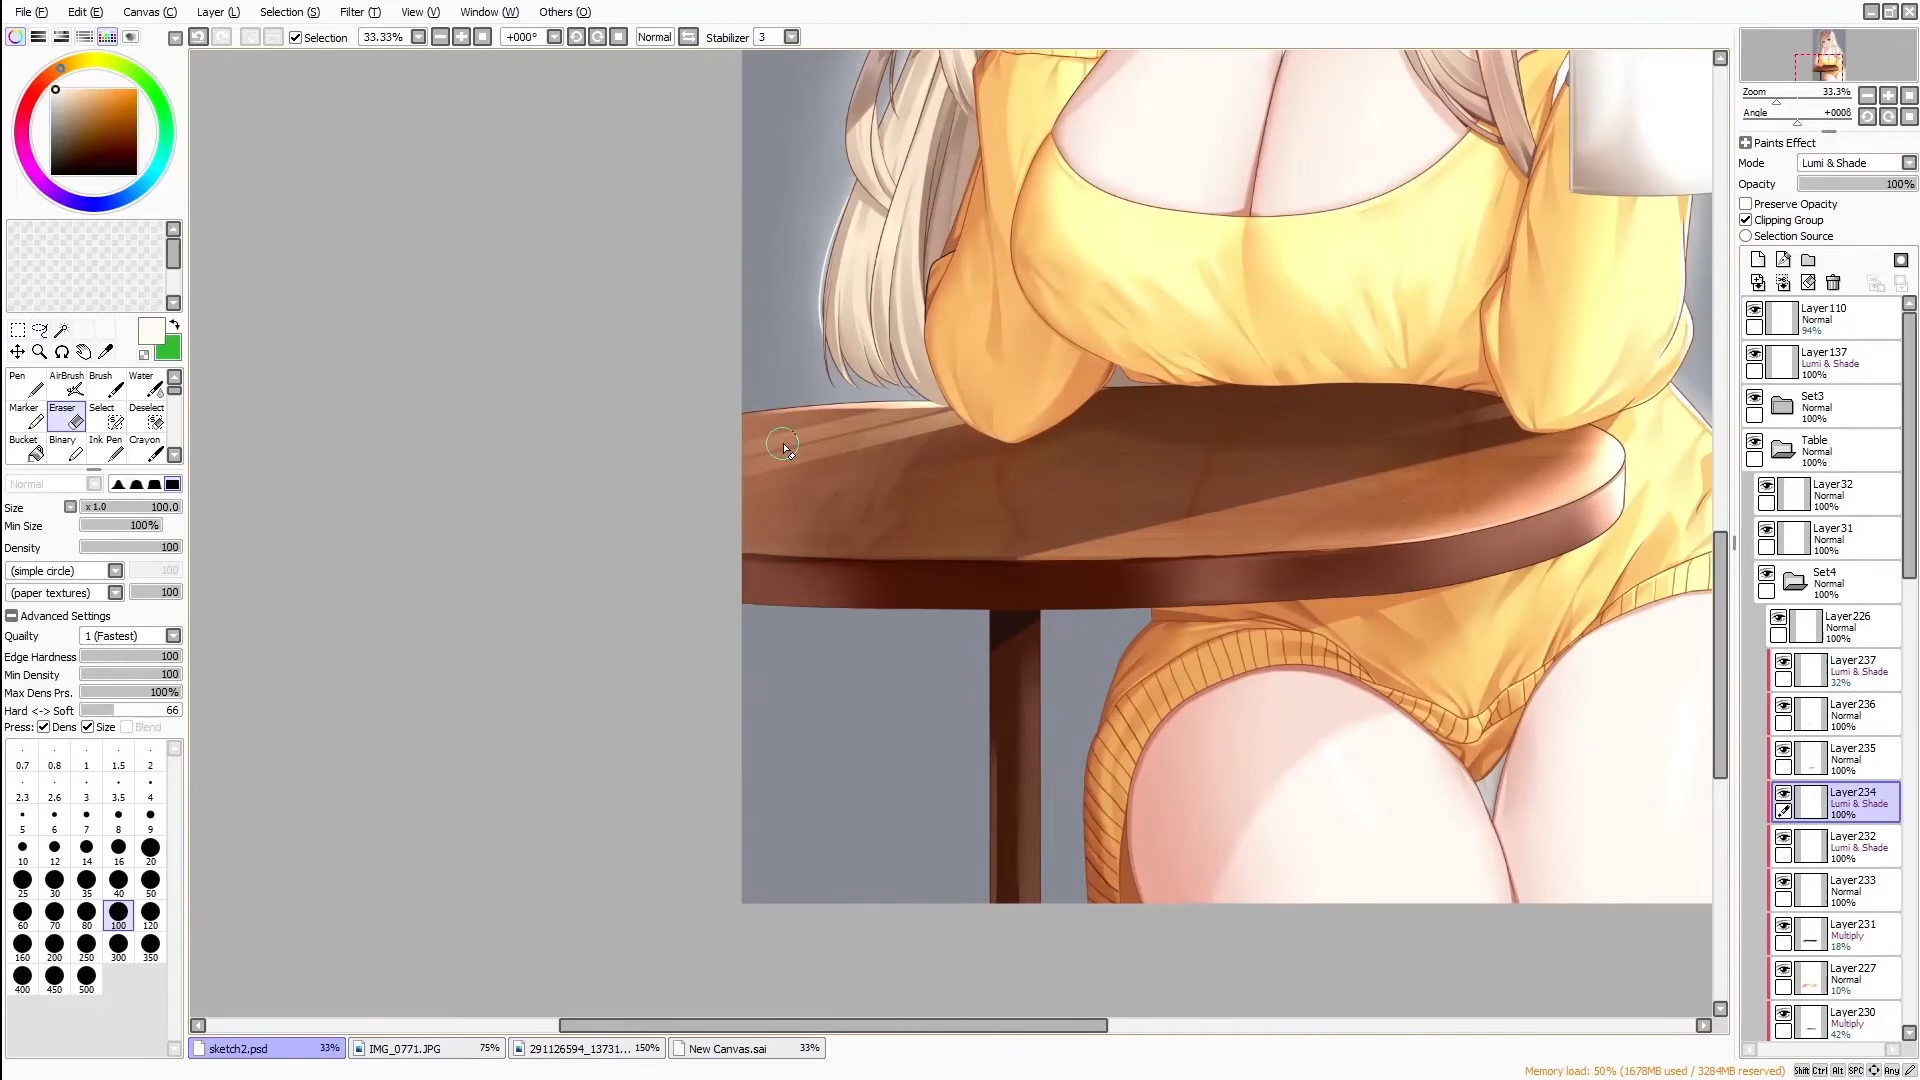 File (F)
Edit (E)
Canvas (C)
Layer (L)
Selection (S)
Filter (T)
View (V)
Window (W)
Others (O)
Selection
33.33%
+000°
Normal
Stabilizer
3
Zoom
33.3%
Angle
+000ß
Paints Effect
Mode
Lumi & Shade
Opacity
100%
Preserve Opacity
Clipping Group
Selection Source
Pen
AirBrush
Brush
Water
Marker
Eraser
Select
Deselect
Bucket
Binary
Ink Pen
Crayon
Normal
Size
x 1.0
100.0
Min Size
100%
Density
100
(simple circle)
100
(paper textures)
100
Advanced Settings
Quailty
1 (Fastest)
Edge Hardness
100
Min Density
100
Max Dens Prs.
100%
Hard <-> Soft
66
Press:
Dens
Size
Blend
0.7 0.8 1 1.5 2
2.3 2.6 3 3.5 4
5 6 7 8 9
10 12 14 16 20
25 30 35 40 50
60 70 80 100 120
160 200 250 300 350
400 450 500
Layer110
Normal
94%
Layer137
Lumi & Shade
100%
Set3
Normal
100%
Table
Normal
100%
Layer32
Normal
100%
Layer31
Normal
100%
Set4
Normal
100%
Layer226
Normal
100%
Layer237
Lumi & Shade
32%
Layer236
Normal
100%
Layer235
Normal
100%
Layer234
Lumi & Shade
100%
Layer232
Lumi & Shade
100%
Layer233
Normal
100%
Layer231
Multiply
18%
Layer227
Normal
10%
Layer230
Multiply
42%
sketch2.psd
33%
IMG_0771.JPG
75%
291126594_13731...
150%
New Canvas.sai
33%
Memory load: 50% (1678MB used / 3284MB reserved)
Shift Ctrl Alt SPC Any